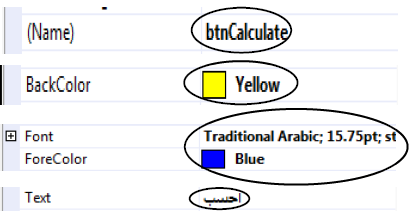 (Name) btnCalculate
BackColor Yellow
Font Traditional Arabic; 15.75pt; st
ForeColor Blue
Text احسب